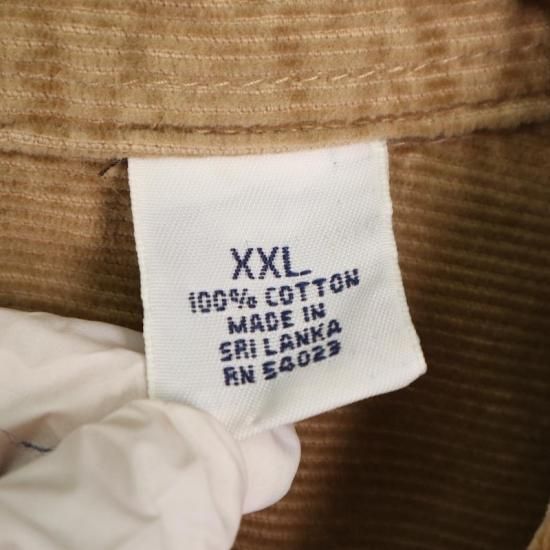 XXL
100% COTTON
MADE IN
SRI LANKA
RN 54023